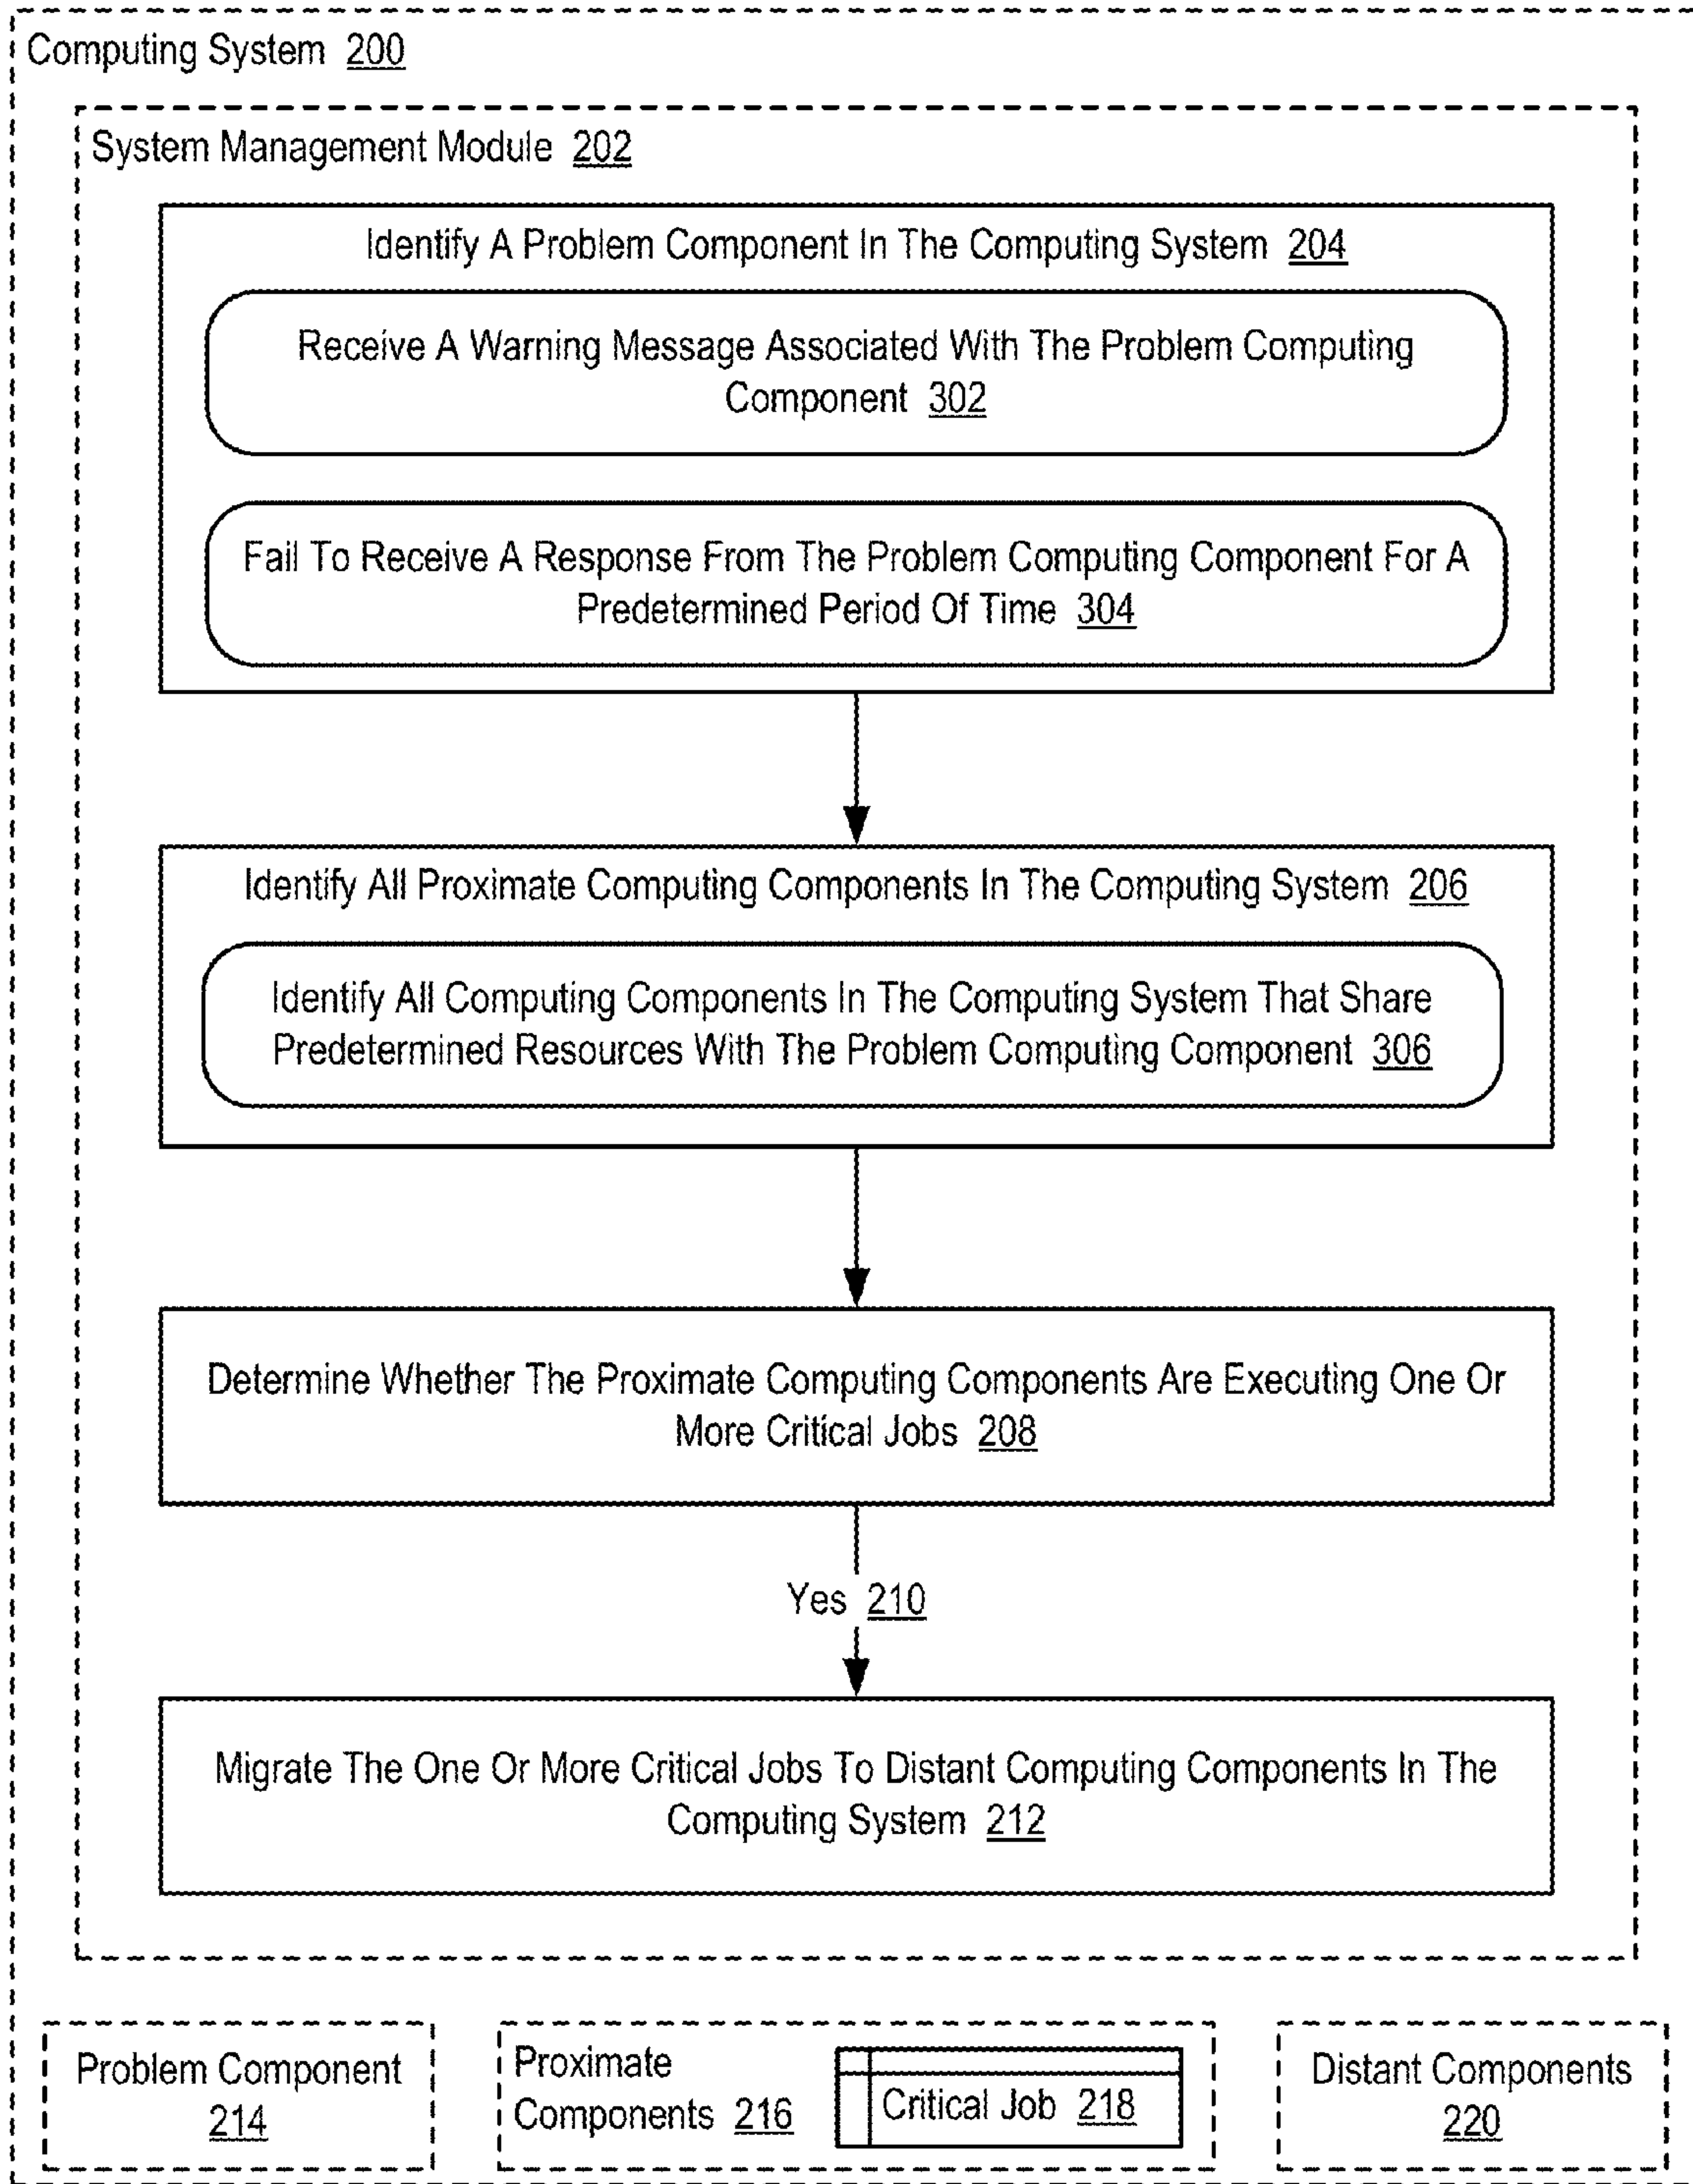 Computing System 200
System Management Module 202
Identify A Problem Component In The Computing System 204
Receive A Warning Message Associated With The Problem Computing
Component 302
Fail To Receive A Response From The Problem Computing Component For A
Predetermined Period Of Time 304
Identify All Proximate Computing Components In The Computing System 206
Identify All Computing Components In The Computing System That Share
Predetermined Resources With The Problem Computing Component 306
Determine Whether The Proximate Computing Components Are Executing One Or
More Critical Jobs 208
Yes 210
Migrate The One Or More Critical Jobs To Distant Computing Components In The
Computing System 212
Problem Component
214
Proximate
Components 216
Critical Job 218
Distant Components
220